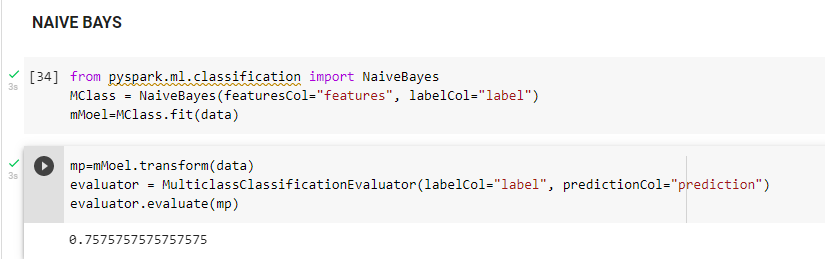 NAIVE BAYS
[34] from pyspark.ml.classification import NaiveBayes
MClass = NaiveBayes(featuresCol="features", labelCol="label")
mMoel=MClass.fit(data)
3s
mp=mMoel.transform(data)
evaluator = MulticlassClassificationEvaluator(labelCol="label", predictionCol="prediction")
evaluator.evaluate(mp)
3s
0.7575757575757575